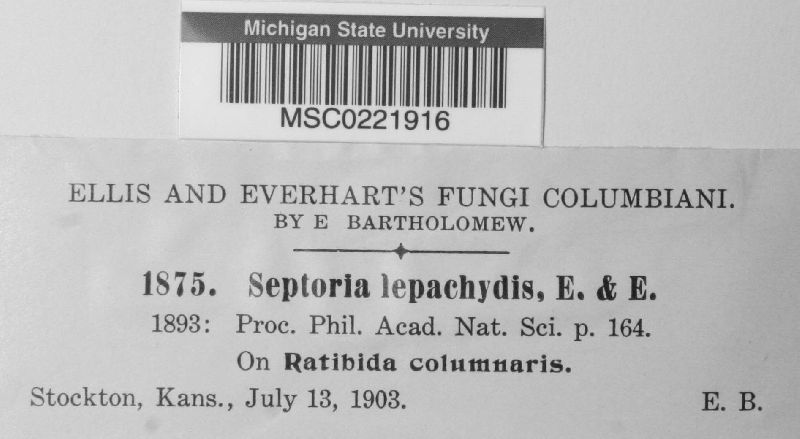 Michigan State University
MSC0221916
ELLIS AND EVERHART'S FUNGI COLUMBIANI.
BY E BARTHOLOMEW.
1875. Septoria lepachydis, E. & E.
1893: Proc. Phil. Acad. Nat. Sci. p. 164.
On Ratibida columnaris.
Stockton, Kans., July 13, 1903. E. B.